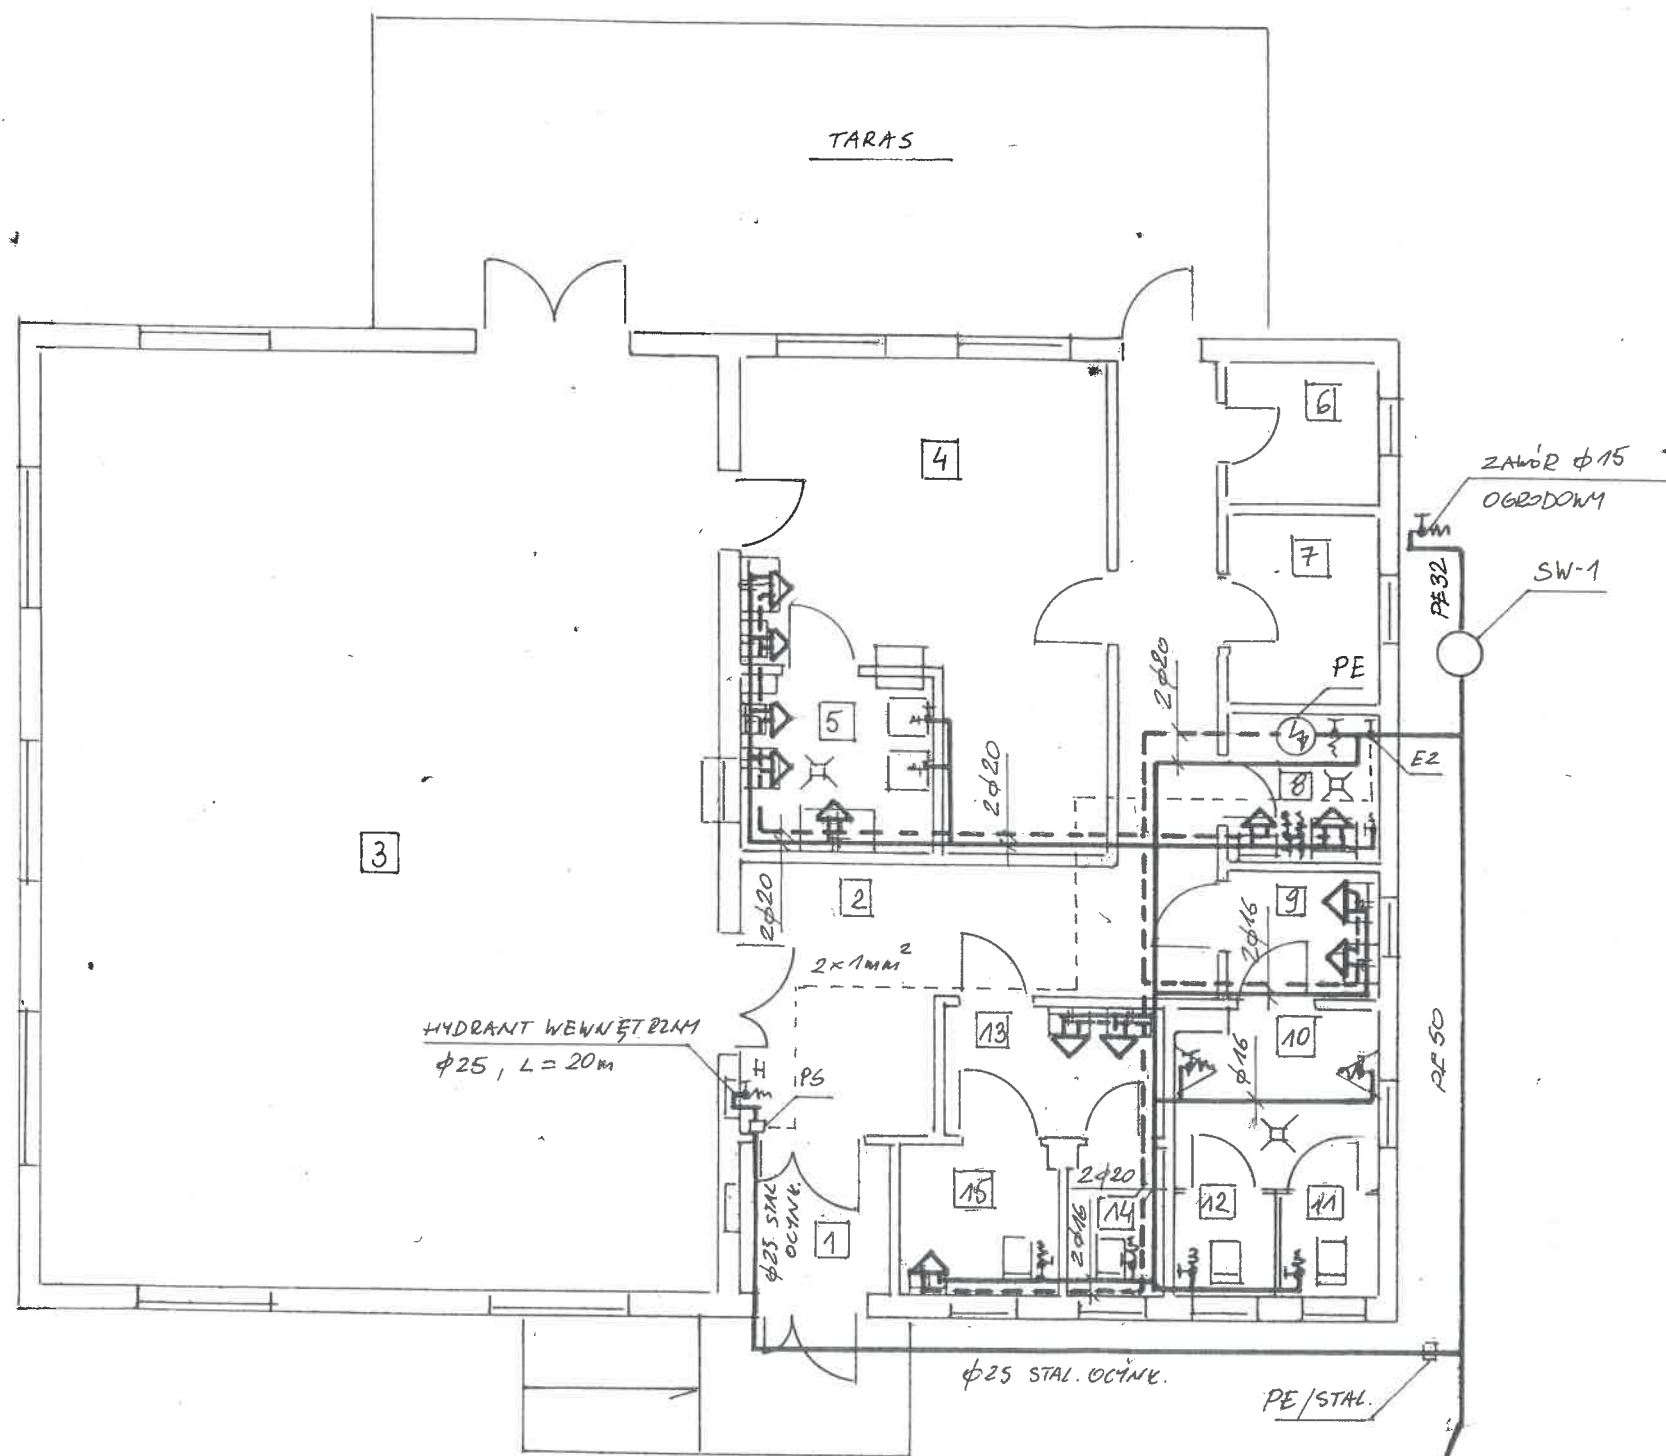 TARAS
6
4
ZAWÓR ϕ15
OGRODOWY
7
SW-1
PE32
2ϕ20
PE
5
EZ
8
2ϕ20
3
2
9
2ϕ20
2ϕ16
2×1mm²
13
10
HYDRANT WEWNĘTRZNY
ϕ25, L=20m
H
PS
ϕ16
PE50
15
2ϕ20
14
12
11
2ϕ16
ϕ25 STAL
OCYNK.
1
ϕ25 STAL. OCYNK.
PE/STAL.